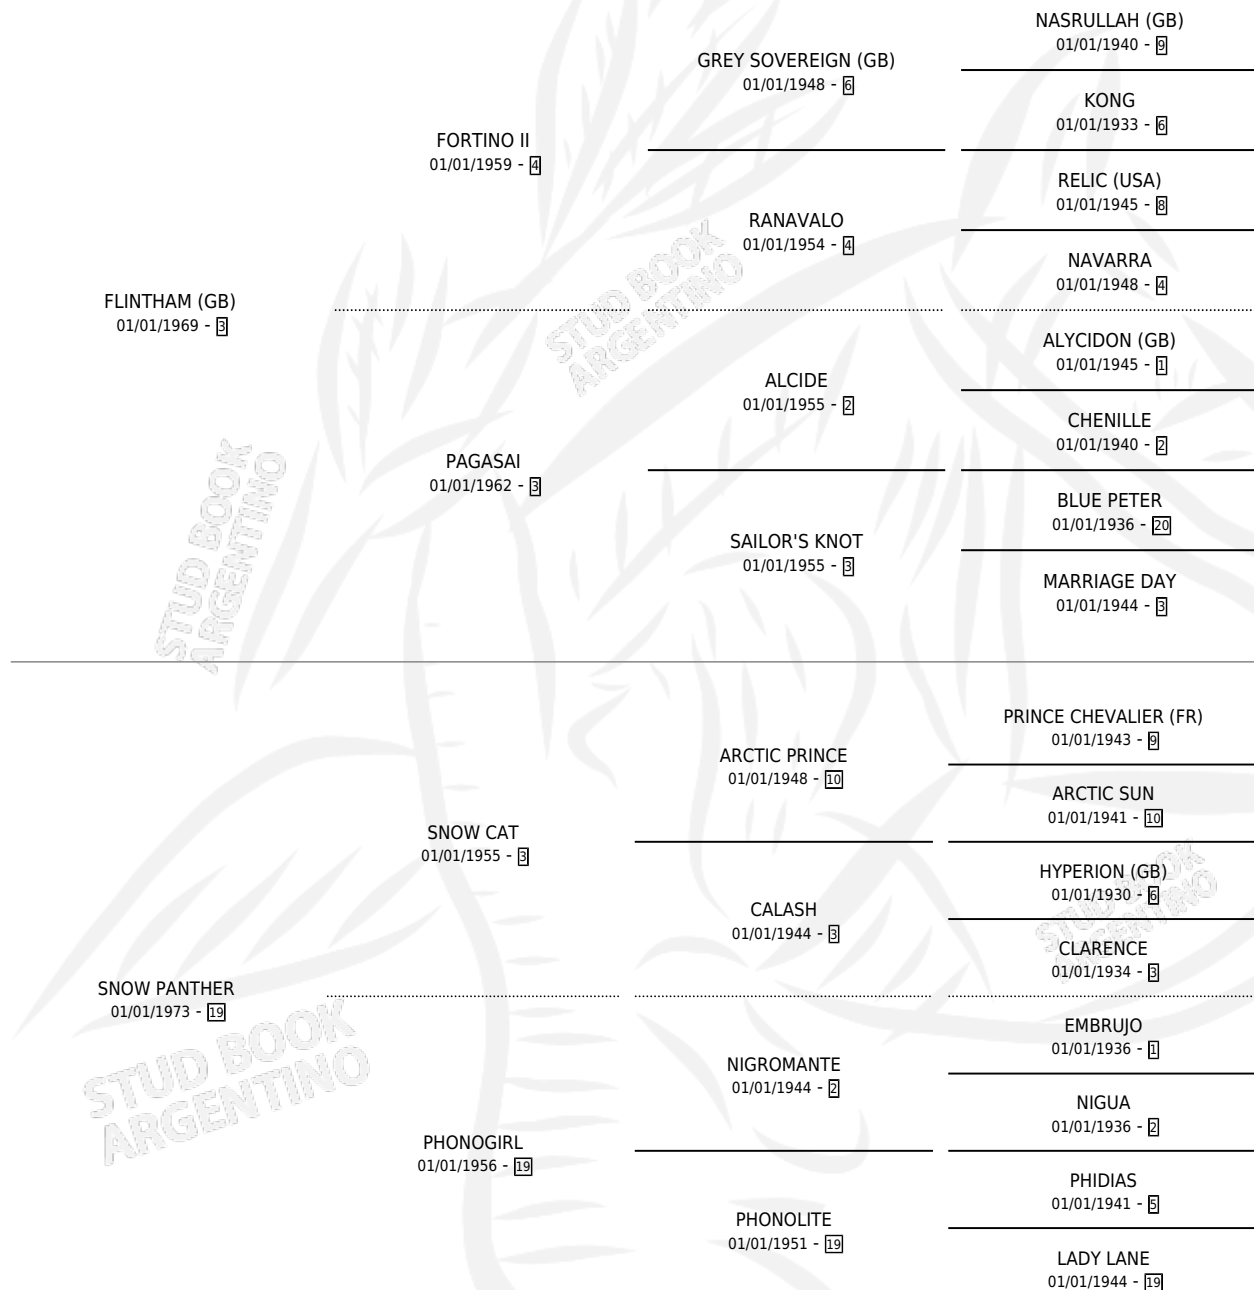 NASRULLAH (GB)
01/01/1940 - 9
GREY SOVEREIGN (GB)
01/01/1948 - 6
KONG
01/01/1933 - 6
FORTINO II
01/01/1959 - 4
RELIC (USA)
01/01/1945 - 8
RANAVALO
01/01/1954 - 4
NAVARRA
01/01/1948 - 4
FLINTHAM (GB)
01/01/1969 - 3
ALYCIDON (GB)
01/01/1945 - 1
ALCIDE
01/01/1955 - 2
CHENILLE
01/01/1940 - 2
PAGASAI
01/01/1962 - 3
BLUE PETER
01/01/1936 - 20
SAILOR'S KNOT
01/01/1955 - 3
MARRIAGE DAY
01/01/1944 - 3
PRINCE CHEVALIER (FR)
01/01/1943 - 9
ARCTIC PRINCE
01/01/1948 - 10
ARCTIC SUN
01/01/1941 - 10
SNOW CAT
01/01/1955 - 3
HYPERION (GB)
01/01/1930 - 6
CALASH
01/01/1944 - 3
CLARENCE
01/01/1934 - 3
SNOW PANTHER
01/01/1973 - 19
EMBRUJO
01/01/1936 - 1
NIGROMANTE
01/01/1944 - 2
NIGUA
01/01/1936 - 2
PHONOGIRL
01/01/1956 - 19
PHIDIAS
01/01/1941 - 5
PHONOLITE
01/01/1951 - 19
LADY LANE
01/01/1944 - 19
STUD BOOK
ARGENTINO
STUD BOOK
ARGENTINO
STUD BOOK
ARGENTINO
STUD BOOK
ARGENTINO